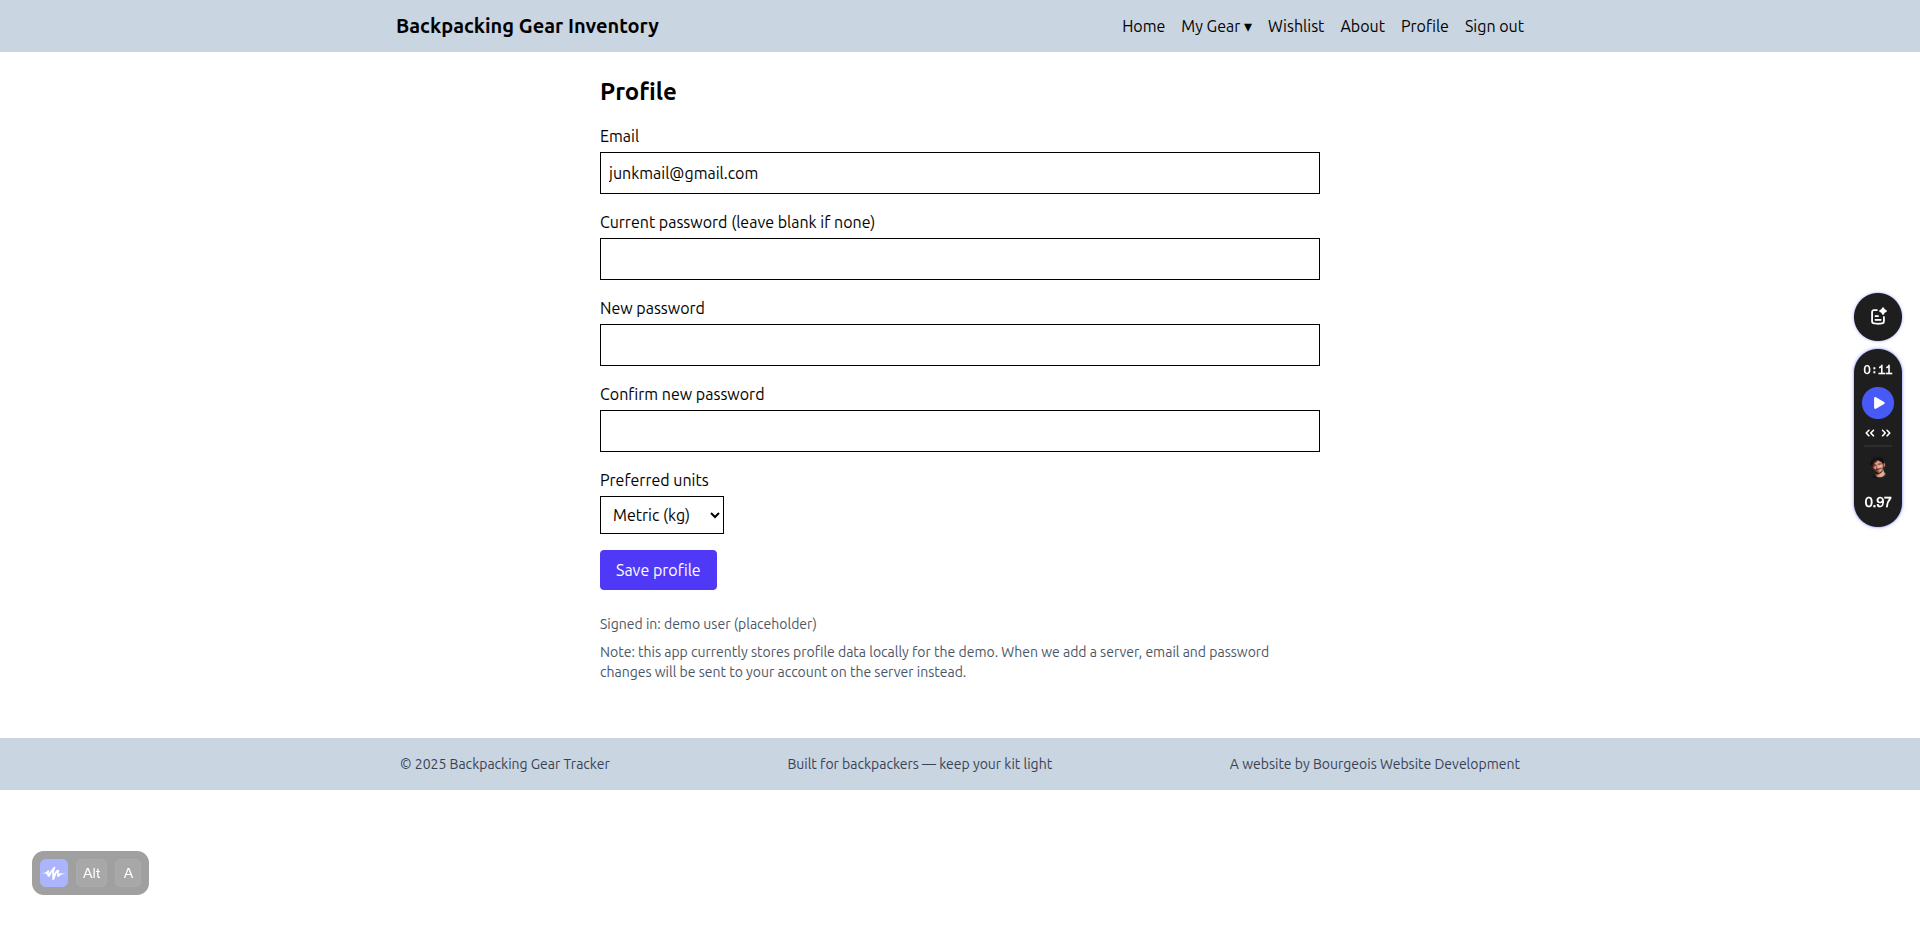 Backpacking Gear Inventory
Home My Gear ▾ Wishlist About Profile Sign out
Profile
Email
junkmail@gmail.com
Current password (leave blank if none)
New password
Confirm new password
Preferred units
Metric (kg)
Save profile
Signed in: demo user (placeholder)
Note: this app currently stores profile data locally for the demo. When we add a server, email and password
changes will be sent to your account on the server instead.
© 2025 Backpacking Gear Tracker
Built for backpackers — keep your kit light
A website by Bourgeois Website Development
0:11
0.97
Alt A